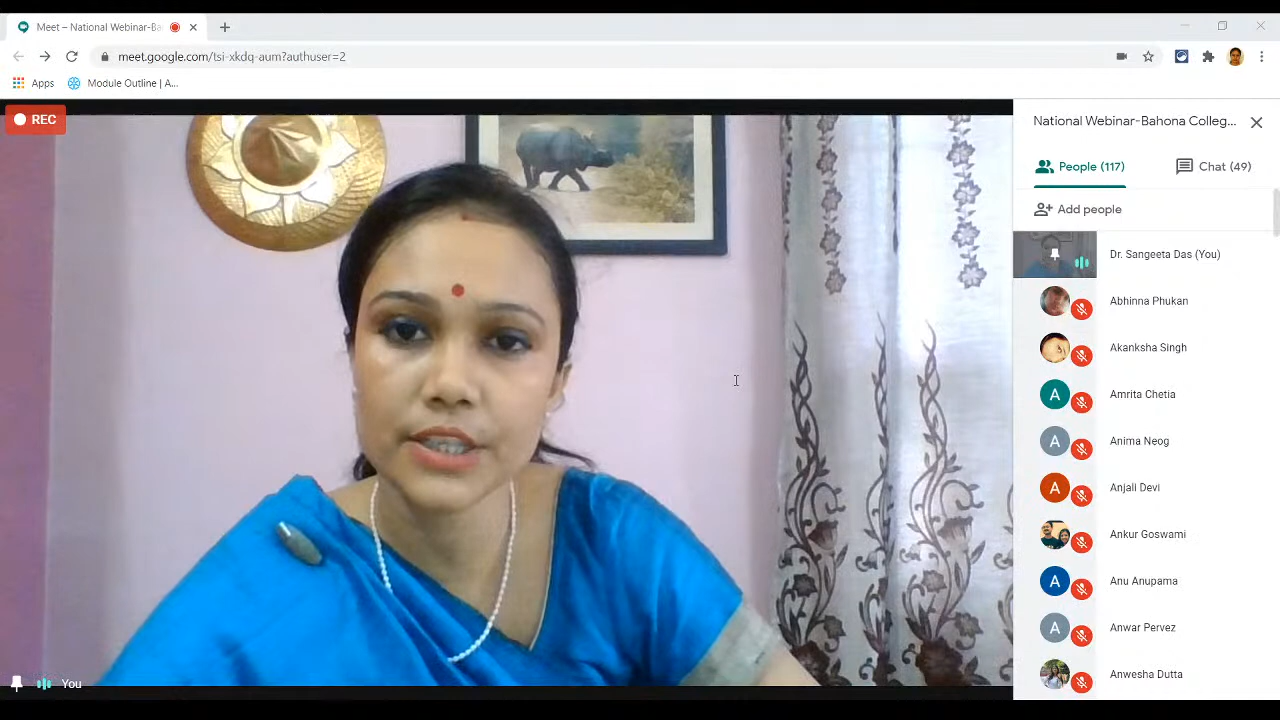 Meet – National Webinar-Ba
meet.google.com/tsi-xkdq-aum?authuser=2
Apps
Module Outline | A...
REC
National Webinar-Bahona Colleg...
People (117)
Chat (49)
Add people
Dr. Sangeeta Das (You)
Abhinna Phukan
Akanksha Singh
A
Amrita Chetia
A
Anima Neog
A
Anjali Devi
Ankur Goswami
A
Anu Anupama
A
Anwar Pervez
Anwesha Dutta
You